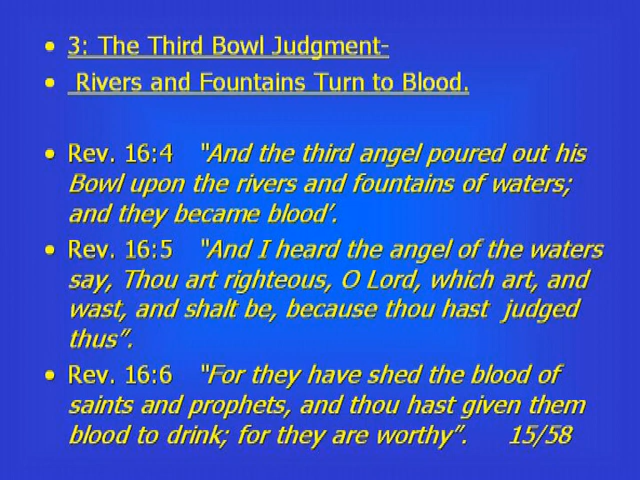 • 3: The Third Bowl Judgment-
• Rivers and Fountains Turn to Blood.
• Rev. 16:4 "And the third angel poured out his
Bowl upon the rivers and fountains of waters;
and they became blood'.
• Rev. 16:5 "And I heard the angel of the waters
say, Thou art righteous, O Lord, which art, and
wast, and shalt be, because thou hast judged
thus".
• Rev. 16:6 "For they have shed the blood of
saints and prophets, and thou hast given them
blood to drink; for they are worthy". 15/58